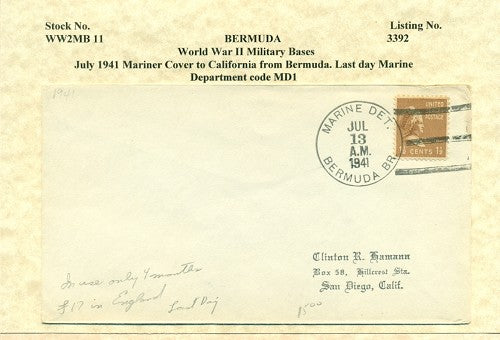 Stock No.
WW2MB 11
BERMUDA
Listing No.
3392
World War II Military Bases
July 1941 Mariner Cover to California from Bermuda. Last day Marine
Department code MD1
1941
MARINE DET.
JUL
13
A.M.
1941
BERMUDA BR.
UNITED
POSTAGE
CENTS 1½
Clinton R. Hamann
Box 58, Hillcrest Sta.
San Diego, Calif.
In use only 4 months
£17 in England
Last Day
1500